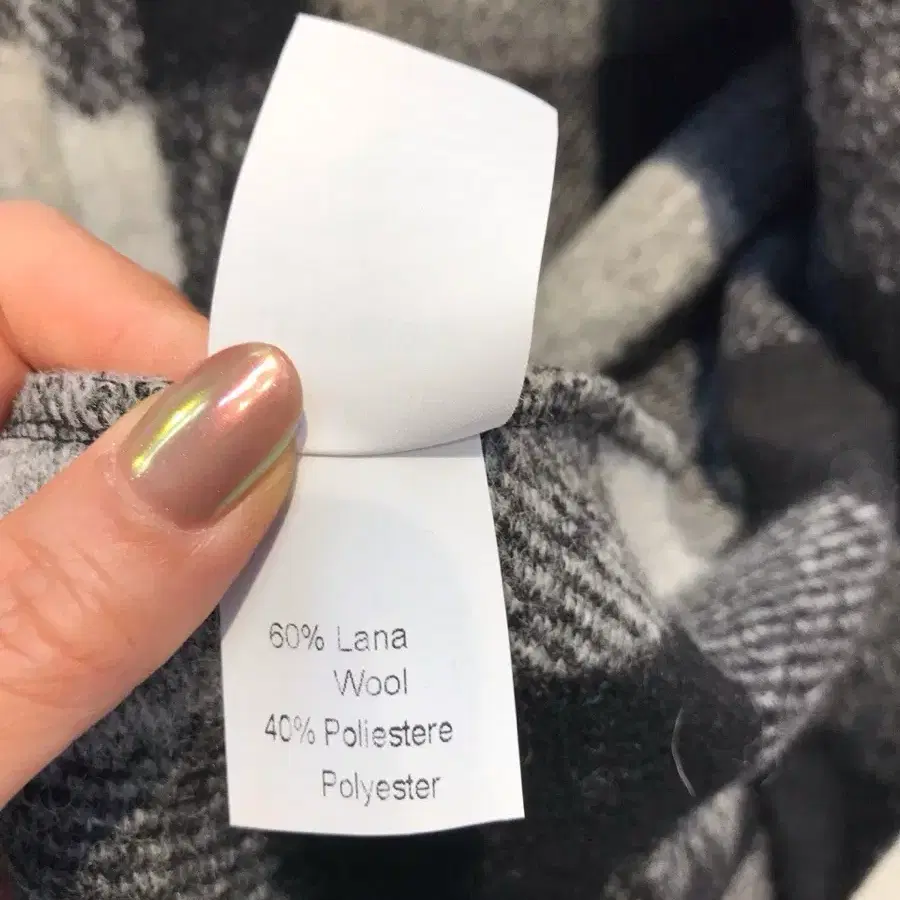 60% Lana
Wool
40% Poliestere
Polyester